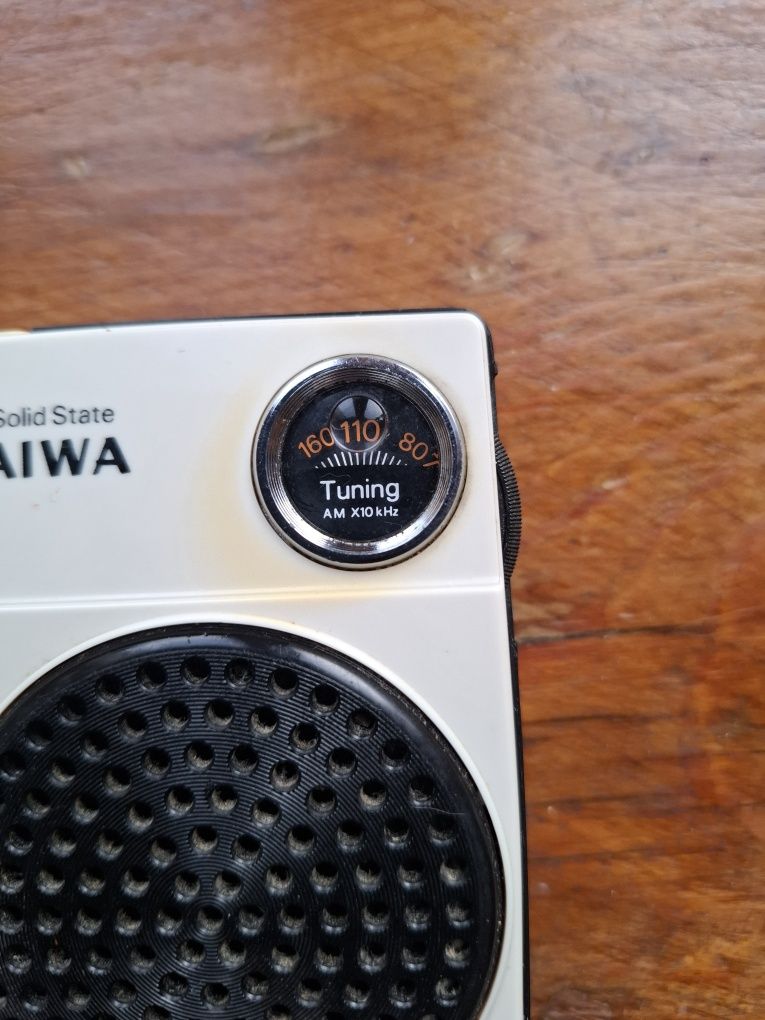 Solid State
AIWA
160 110 80
Tuning
AM X10 kHz